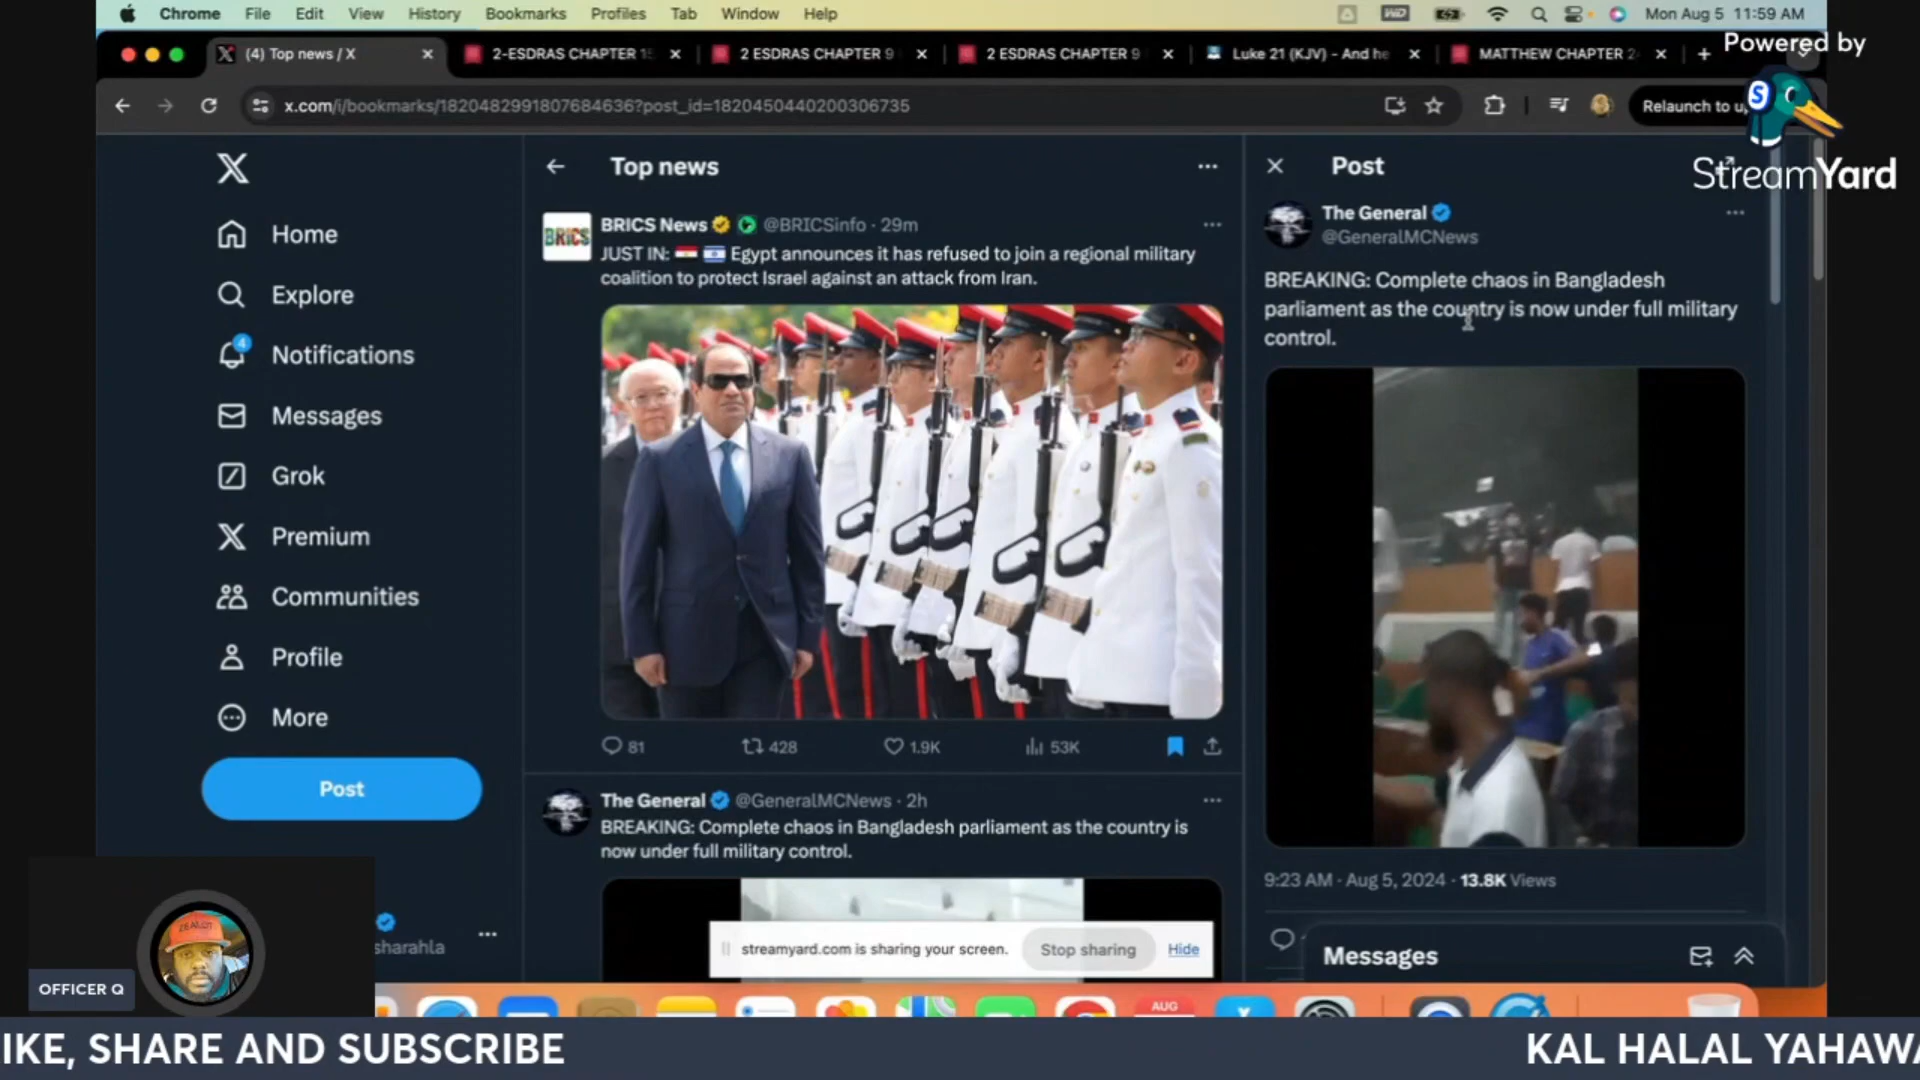 Chrome File Edit View History Bookmarks Profiles Tab Window Help
Mon Aug 5 11:59 AM
Powered by
StreamYard
(4) Top news / X
2-ESDRAS CHAPTER 15
2 ESDRAS CHAPTER 9
2 ESDRAS CHAPTER 9
Luke 21 (KJV) - And he
MATTHEW CHAPTER 2
x.com/i/bookmarks/1820482991807684636?post_id=1820450440200306735
Relaunch to u
Home
Explore
4
Notifications
Messages
Grok
Premium
Communities
Profile
More
Post
sharahla
Top news
BRICS
BRICS News @BRICSinfo · 29m
JUST IN: Egypt announces it has refused to join a regional military
coalition to protect Israel against an attack from Iran.
81 428 1.9K 53K
The General @GeneralMCNews · 2h
BREAKING: Complete chaos in Bangladesh parliament as the country is
now under full military control.
streamyard.com is sharing your screen. Stop sharing Hide
Post
The General
@GeneralMCNews
BREAKING: Complete chaos in Bangladesh
parliament as the country is now under full military
control.
9:23 AM · Aug 5, 2024 · 13.8K Views
Messages
ZEALOT
OFFICER Q
AUG
IKE, SHARE AND SUBSCRIBE
KAL HALAL YAHAWA